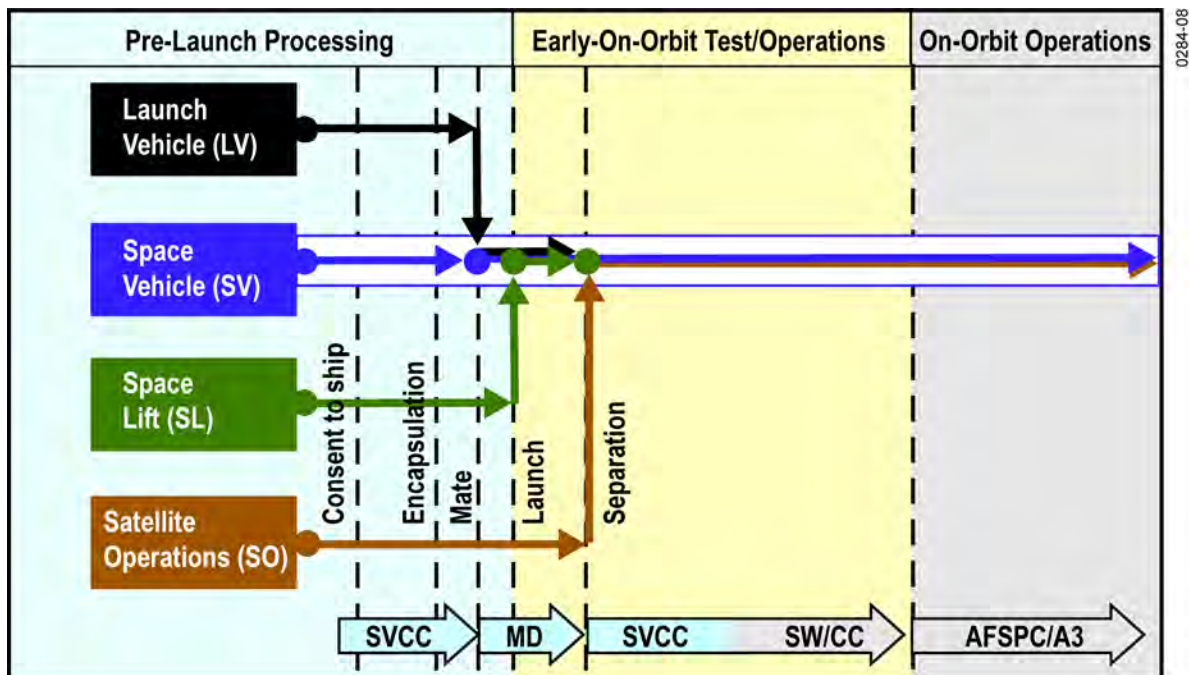 Pre-Launch Processing
Early-On-Orbit Test/Operations
On-Orbit Operations
0284-08
Launch
Vehicle (LV)
Space
Vehicle (SV)
Space
Lift (SL)
Satellite
Operations (SO)
Consent to ship
Encapsulation
Mate
Launch
Separation
SVCC
MD
SVCC
SW/CC
AFSPC/A3